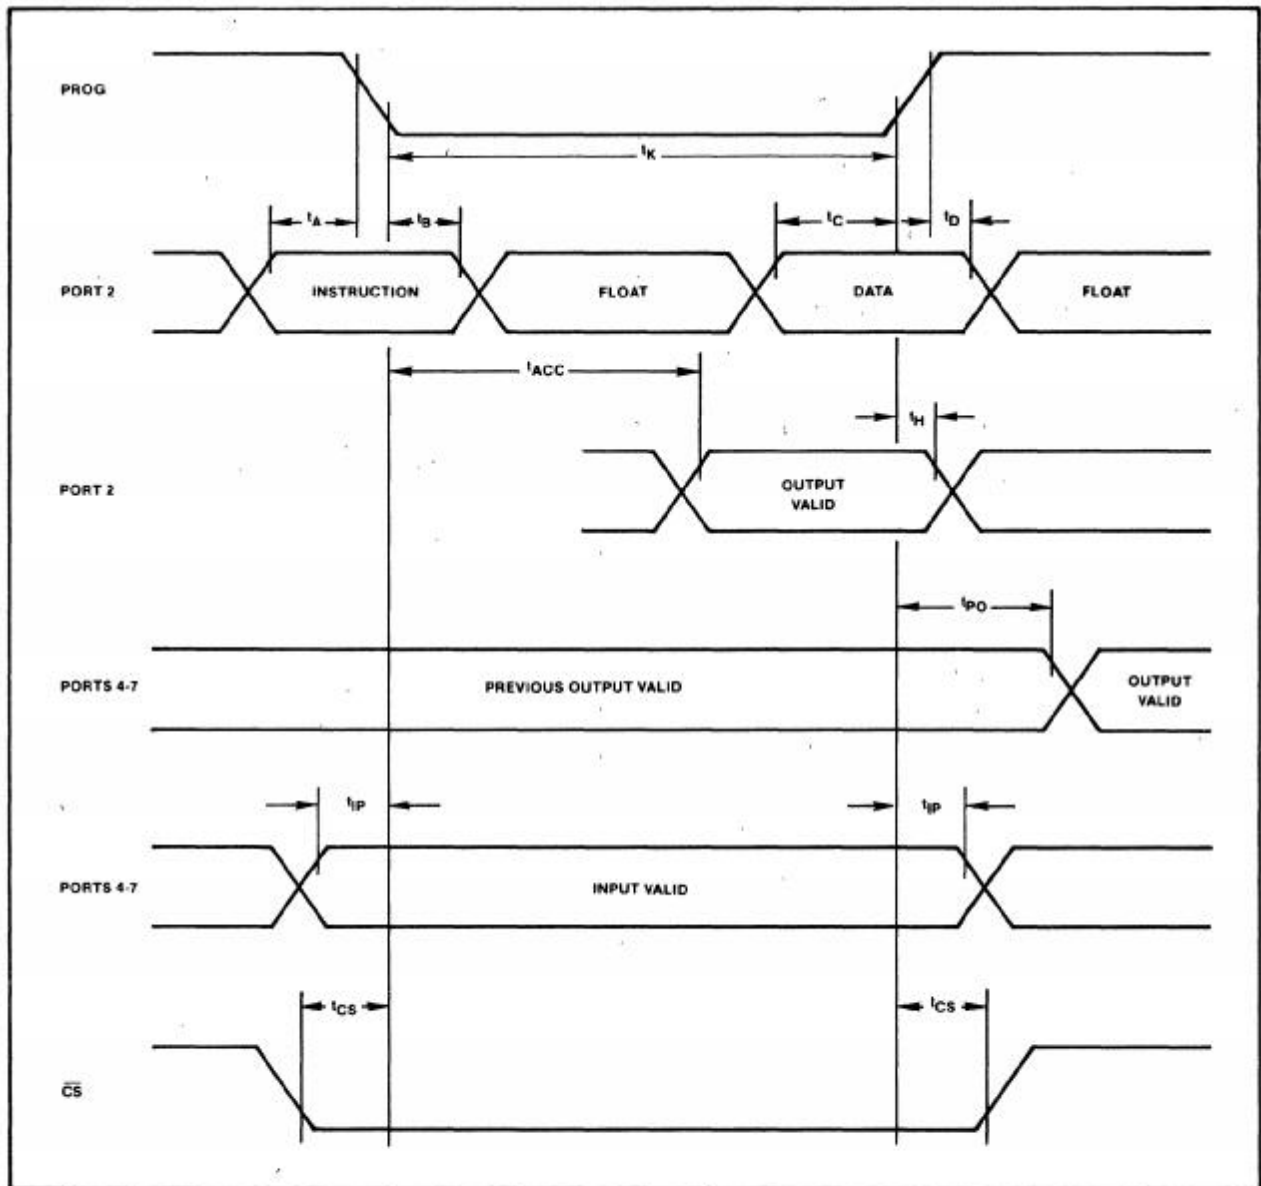 PROG
tK
tA
tB
tC
tD
PORT 2
INSTRUCTION
FLOAT
DATA
FLOAT
tACC
tH
PORT 2
OUTPUT
VALID
tPO
PORTS 4-7
PREVIOUS OUTPUT VALID
OUTPUT
VALID
tIP
tIP
PORTS 4-7
INPUT VALID
tCS
tCS
C̅S̅